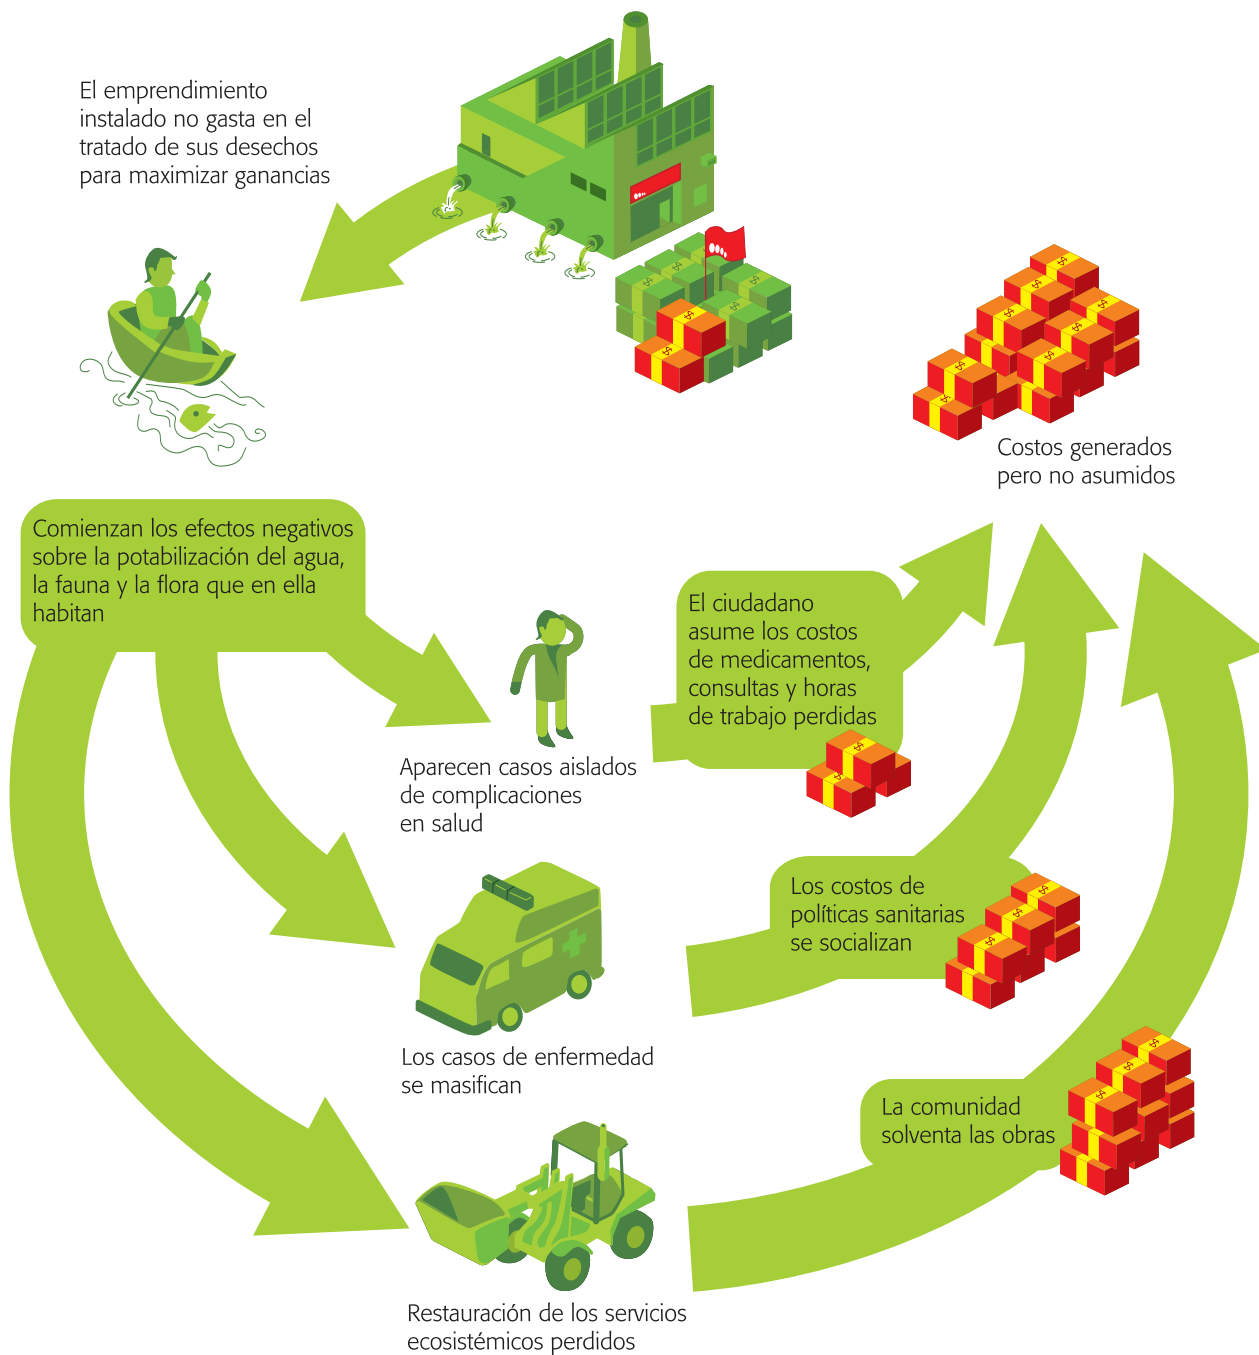 El emprendimiento
instalado no gasta en el
tratado de sus desechos
para maximizar ganancias
Costos generados
pero no asumidos
Comienzan los efectos negativos
sobre la potabilización del agua,
la fauna y la flora que en ella
habitan
El ciudadano
asume los costos
de medicamentos,
consultas y horas
de trabajo perdidas
Aparecen casos aislados
de complicaciones
en salud
Los costos de
políticas sanitarias
se socializan
Los casos de enfermedad
se masifican
La comunidad
solventa las obras
Restauración de los servicios
ecosistémicos perdidos